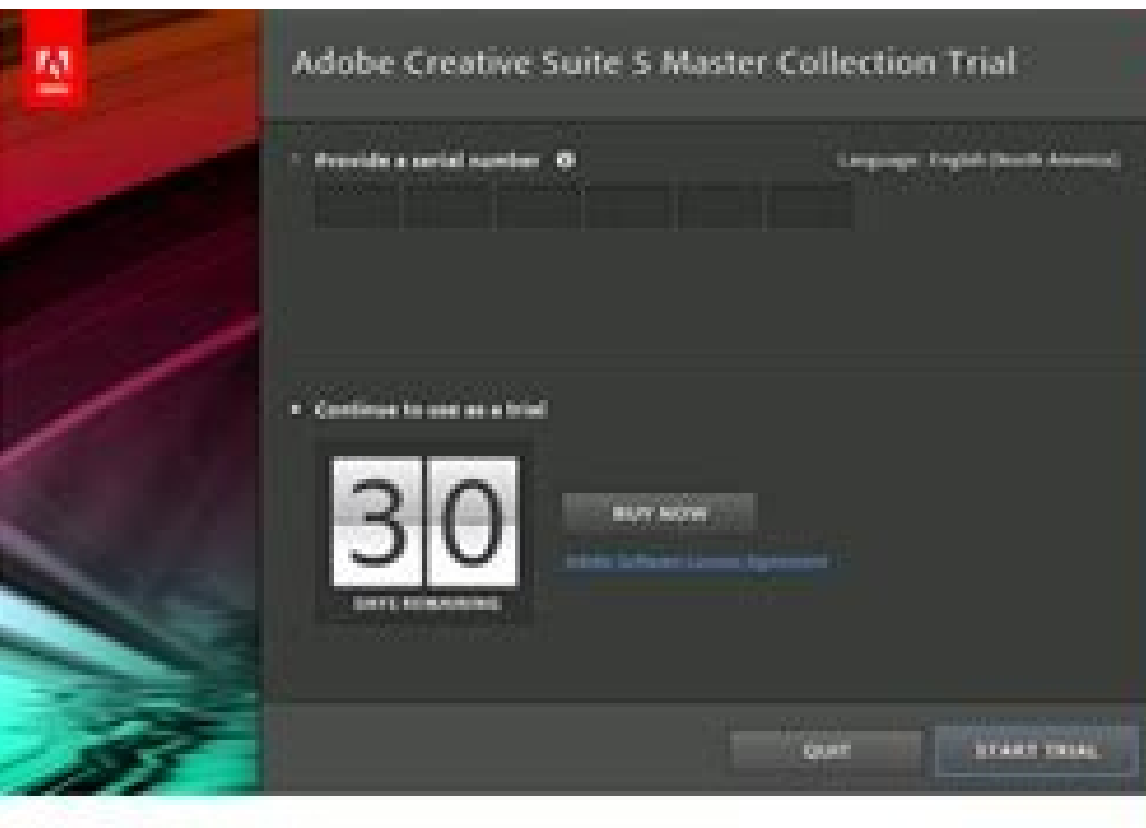 Adobe Creative Suite 5 Master Collection Trial
Provide a serial number
Language: English (North America)
Continue to use as a trial
30
DAYS REMAINING
BUY NOW
Adobe Software License Agreement
QUIT
START TRIAL